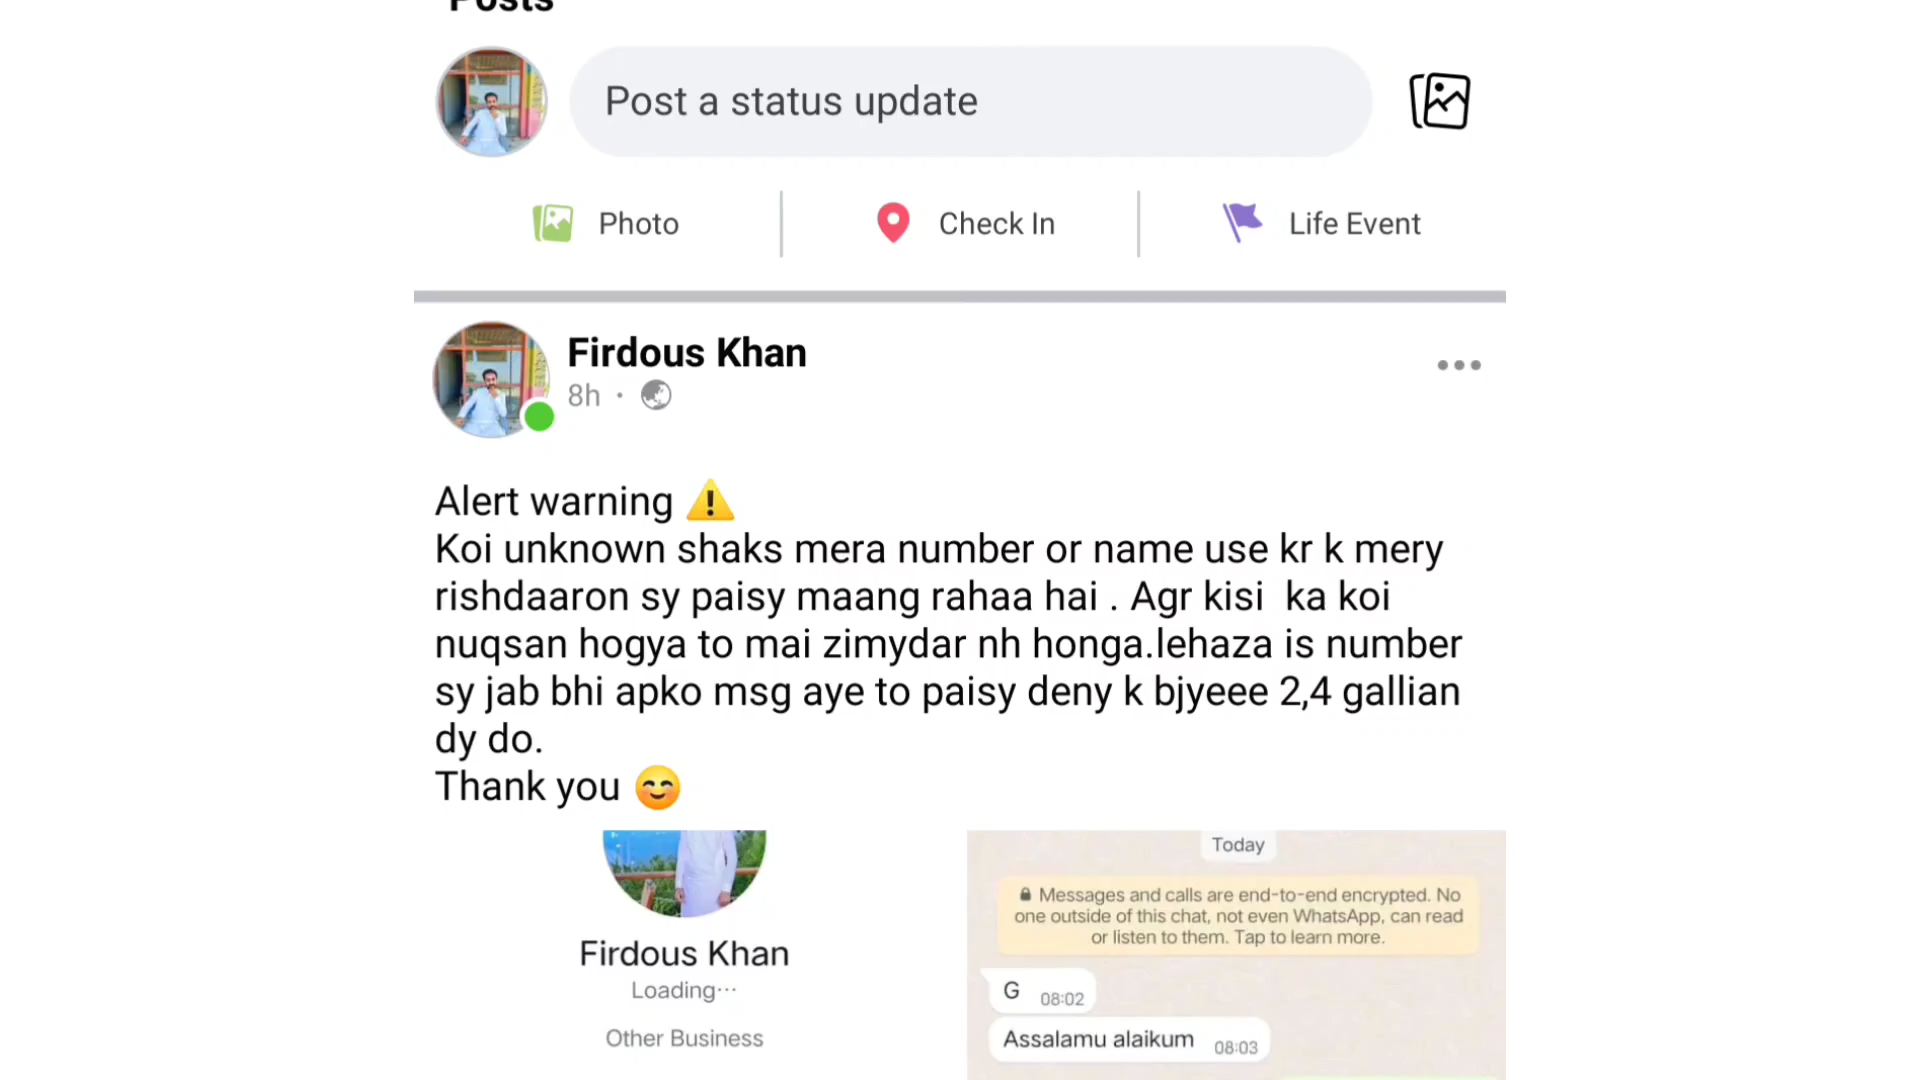 Posts
Post a status update
Photo
Check In
Life Event
Firdous Khan
8h ·
Alert warning ⚠️
Koi unknown shaks mera number or name use kr k mery
rishdaaron sy paisy maang rahaa hai . Agr kisi  ka koi
nuqsan hogya to mai zimydar nh honga.lehaza is number
sy jab bhi apko msg aye to paisy deny k bjyeee 2,4 gallian
dy do.
Thank you 😊
Firdous Khan
Loading···
Other Business
Today
Messages and calls are end-to-end encrypted. No
one outside of this chat, not even WhatsApp, can read
or listen to them. Tap to learn more.
G 08:02
Assalamu alaikum 08:03